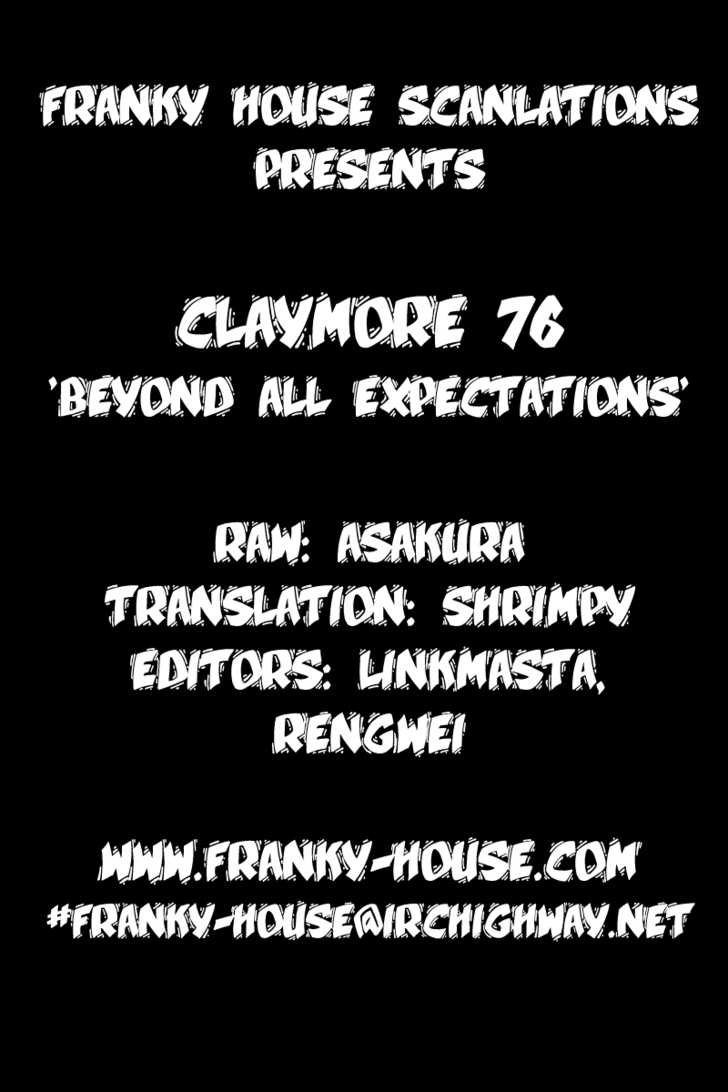 FRANKY HOUSE SCANLATIONS
PRESENTS
CLAYMORE 76
'BEYOND ALL EXPECTATIONS'
RAW: ASAKURA
TRANSLATION: SHRIMPY
EDITORS: LINKMASTA,
RENGWEI
WWW.FRANKY-HOUSE.COM
#FRANKY-HOUSE@IRCHIGHWAY.NET